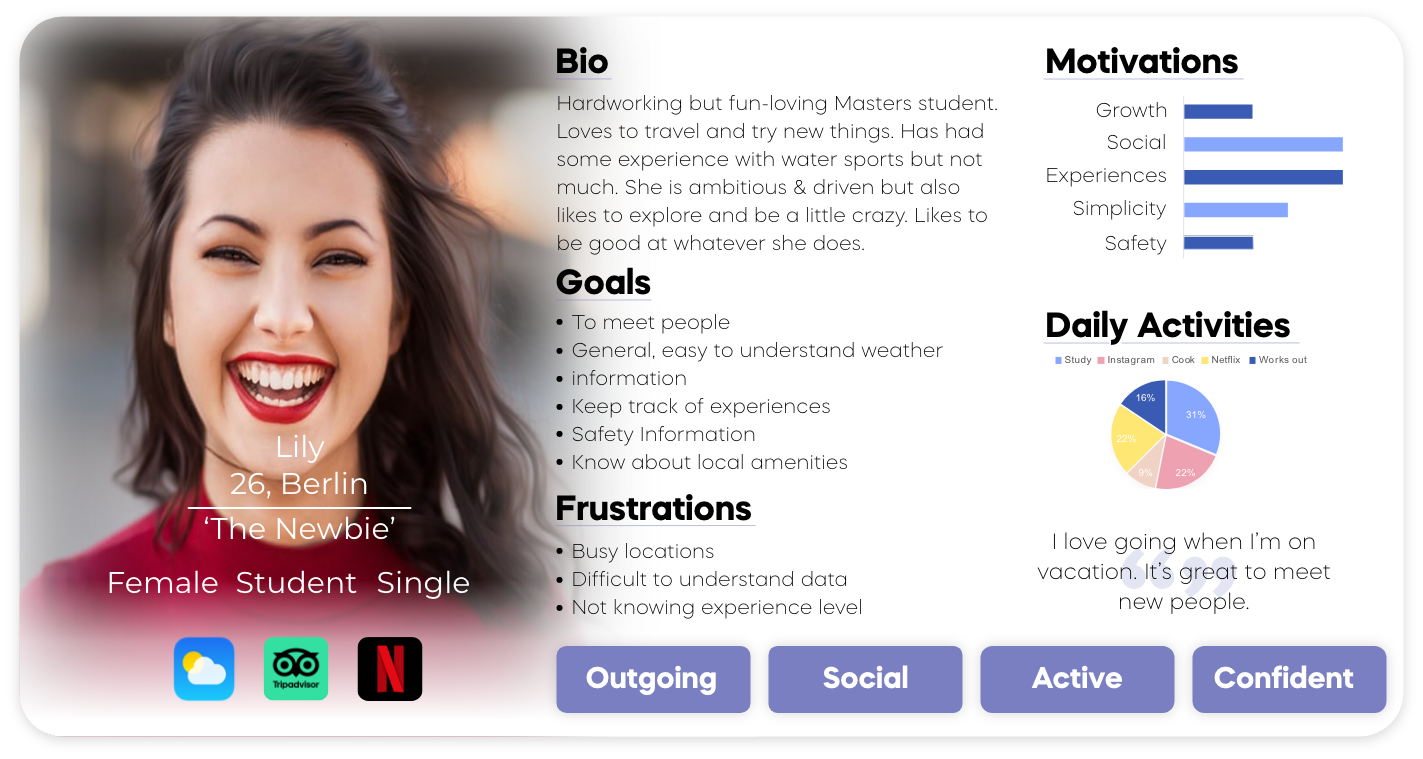 Lily
26, Berlin
‘The Newbie’
Female Student Single
Tripadvisor
N
Bio
Hardworking but fun-loving Masters student.
Loves to travel and try new things. Has had
some experience with water sports but not
much. She is ambitious & driven but also
likes to explore and be a little crazy. Likes to
be good at whatever she does.
Goals
• To meet people
• General, easy to understand weather
• information
• Keep track of experiences
• Safety Information
• Know about local amenities
Frustrations
• Busy locations
• Difficult to understand data
• Not knowing experience level
Motivations
Growth
Social
Experiences
Simplicity
Safety
Daily Activities
Study Instagram Cook Netflix Works out
16%
31%
22%
9%
22%
I love going when I’m on
vacation. It’s great to meet
new people.
Outgoing
Social
Active
Confident